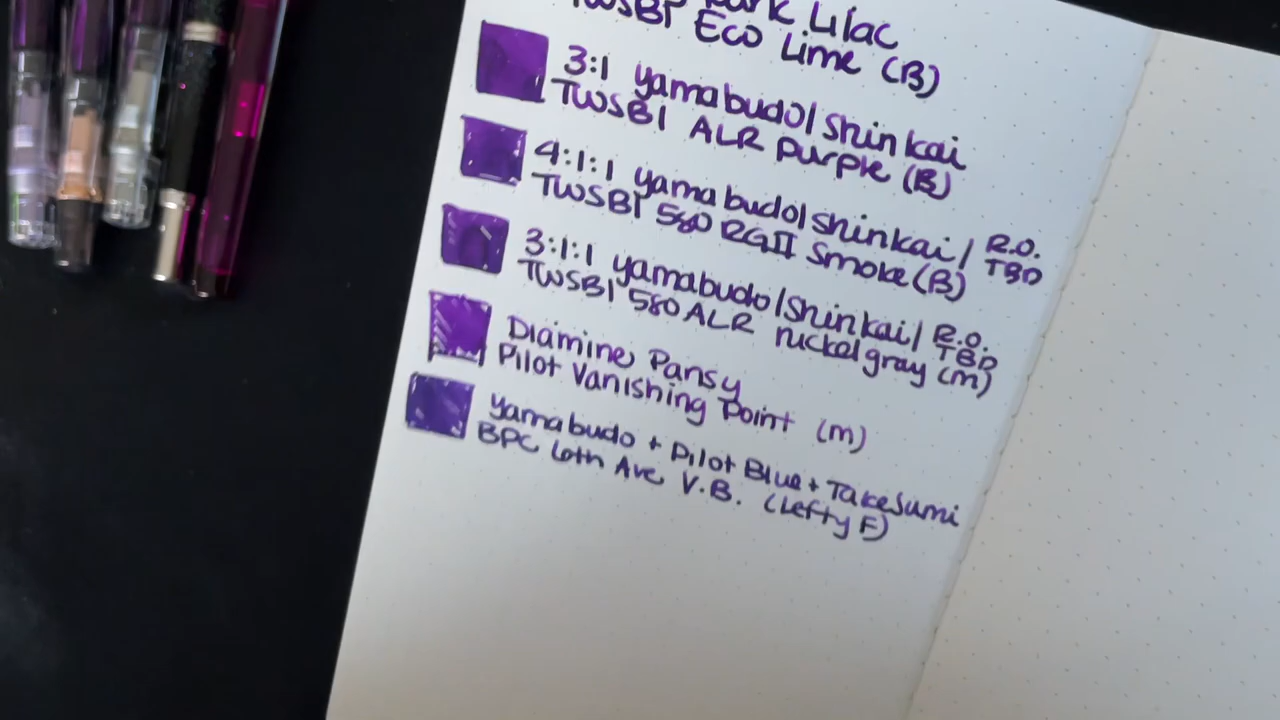 Lilac
TWSBI Eco Lime (B)
3:1 yamabudo/shinkai
TWSBI ALR purple (B)
4:1:1 yamabudo/shinkai/ R.O. TBD
TWSBI 580 RGII Smoke (B)
3:1:1 yamabudo/shinkai/ R.O. TBD
TWSBI 580 ALR nickel gray (m)
Diamine Pansy
Pilot Vanishing Point (m)
yamabudo + Pilot Blue + Takesumi
BPC 6th Ave V.B. (Lefty F)